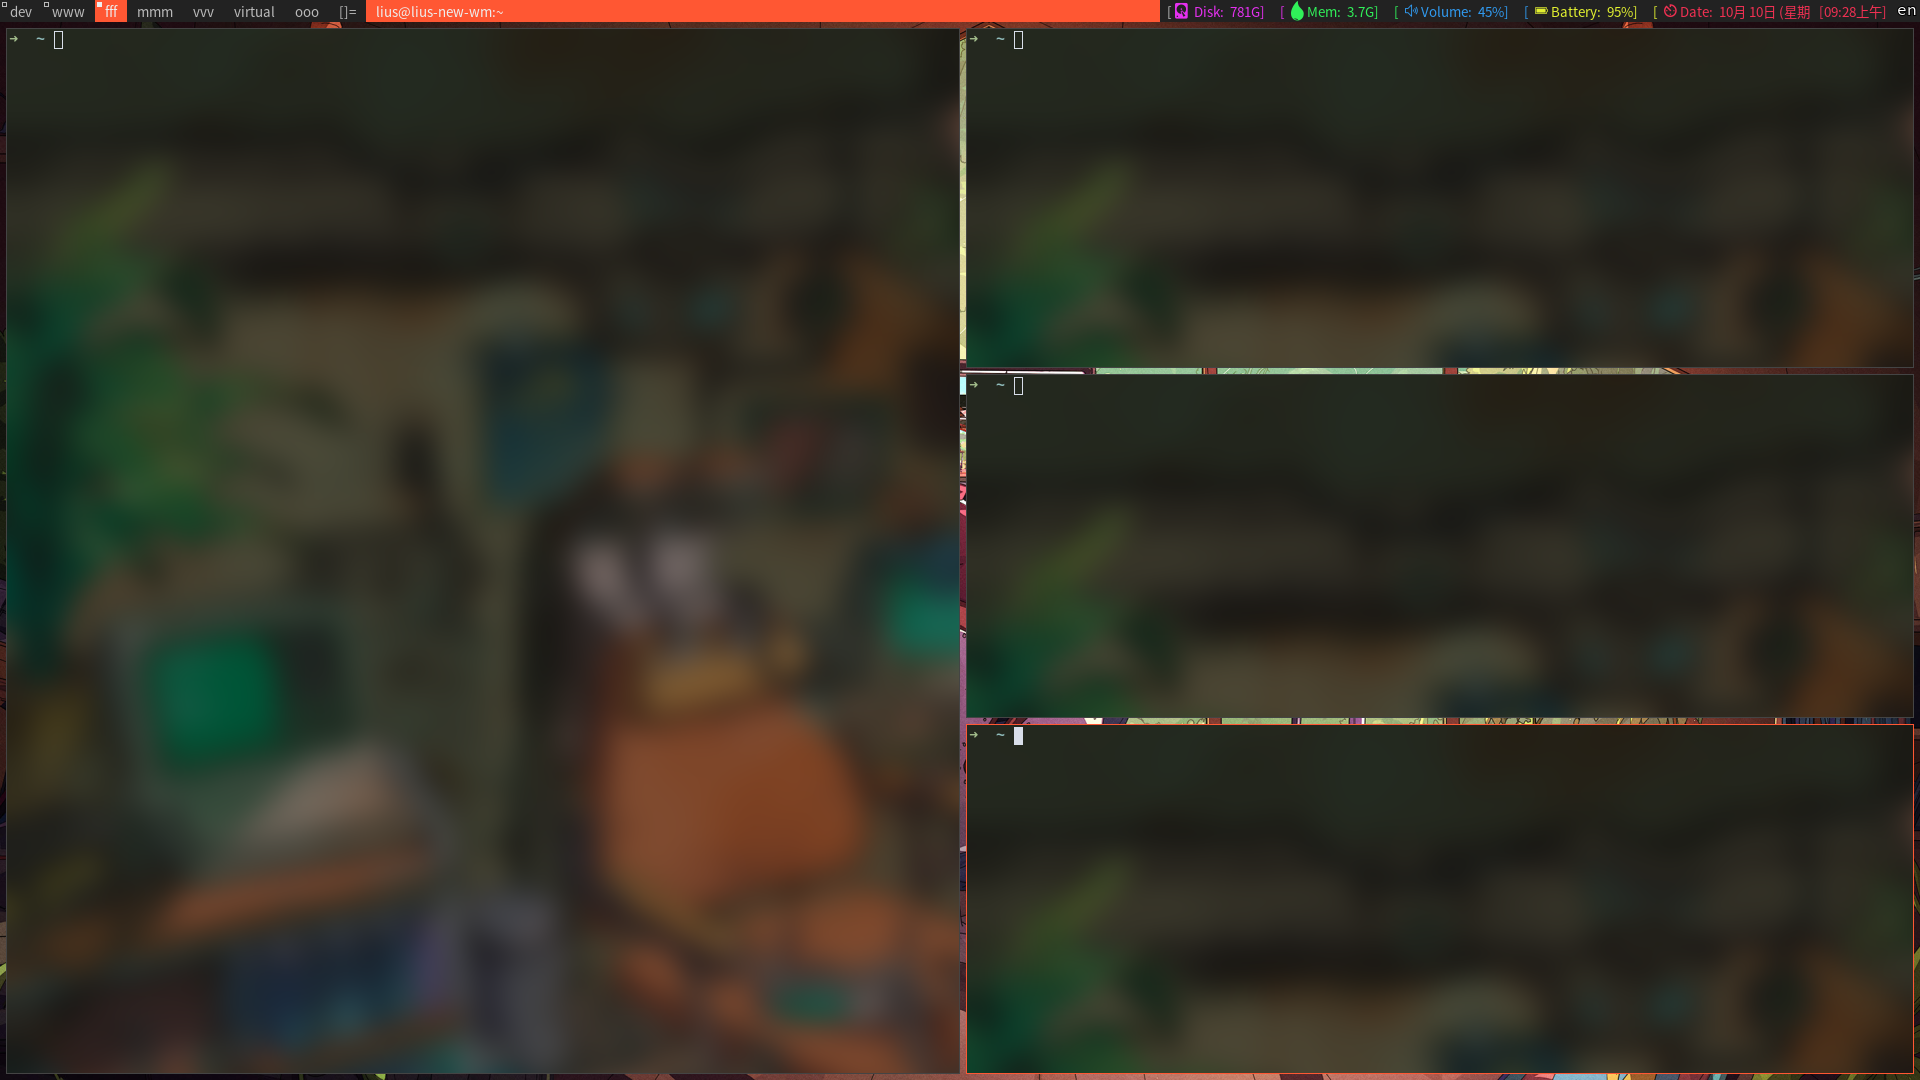 dev www fff mmm vvv virtual ooo []= lius@lius-new-wm:~ [ Disk: 781G] [ Mem: 3.7G] [ Volume: 45%] [ Battery: 95%] [ Date: 10月 10日 (星期 [09:28上午] en
➜ ~
➜ ~
➜ ~
➜ ~